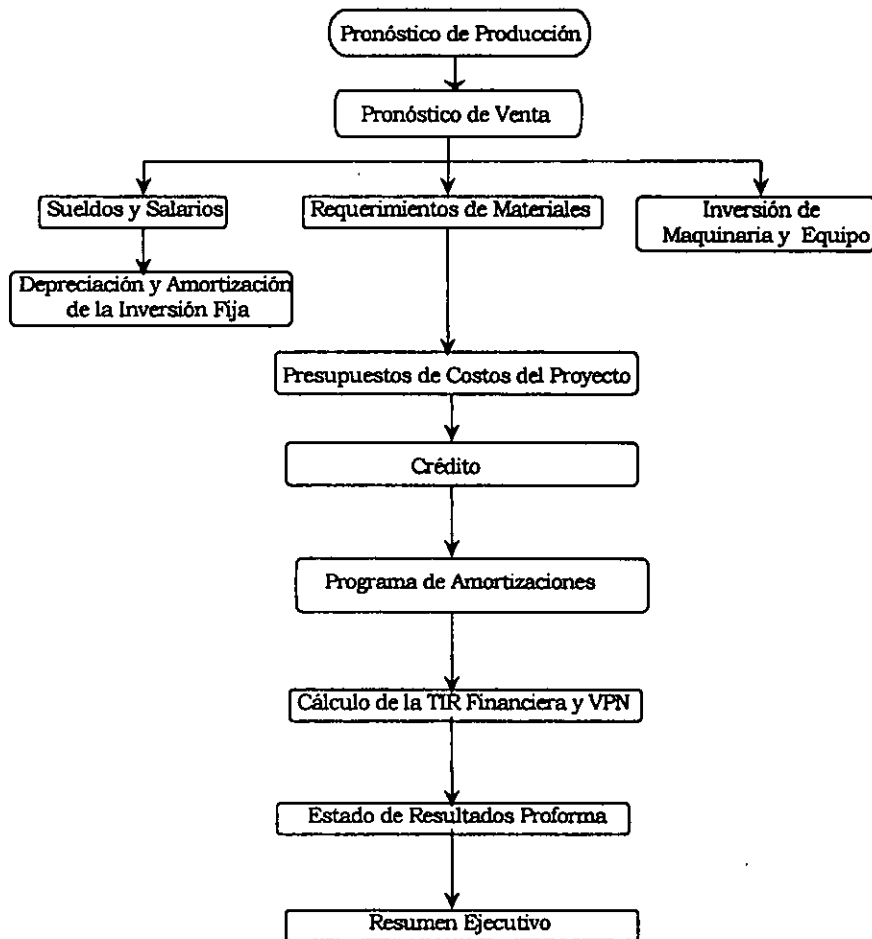 Pronóstico de Producción
Pronóstico de Venta
Sueldos y Salarios
Requerimientos de Materiales
Inversión de
Maquinaria y Equipo
Depreciación y Amortización
de la Inversión Fija
Presupuestos de Costos del Proyecto
Crédito
Programa de Amortizaciones
Cálculo de la TIR Financiera y VPN
Estado de Resultados Proforma
Resumen Ejecutivo